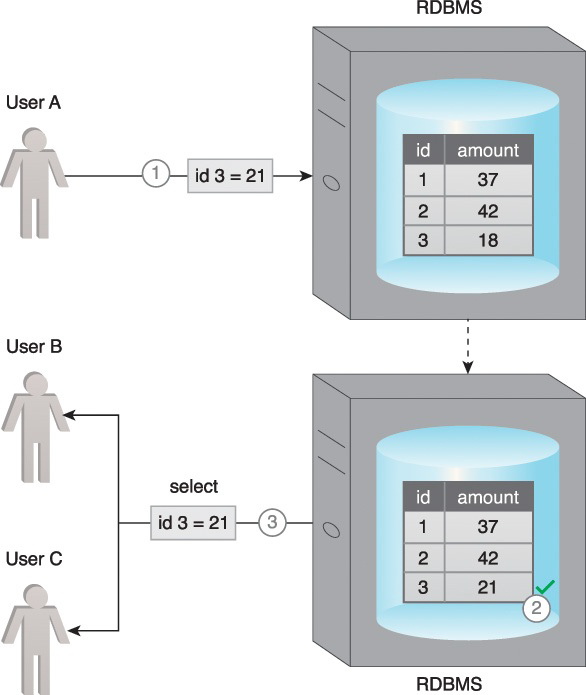 RDBMS
User A
1
id 3 = 21
id amount
1 37
2 42
3 18
User B
select
id 3 = 21
3
User C
id amount
1 37
2 42
3 21
2
RDBMS